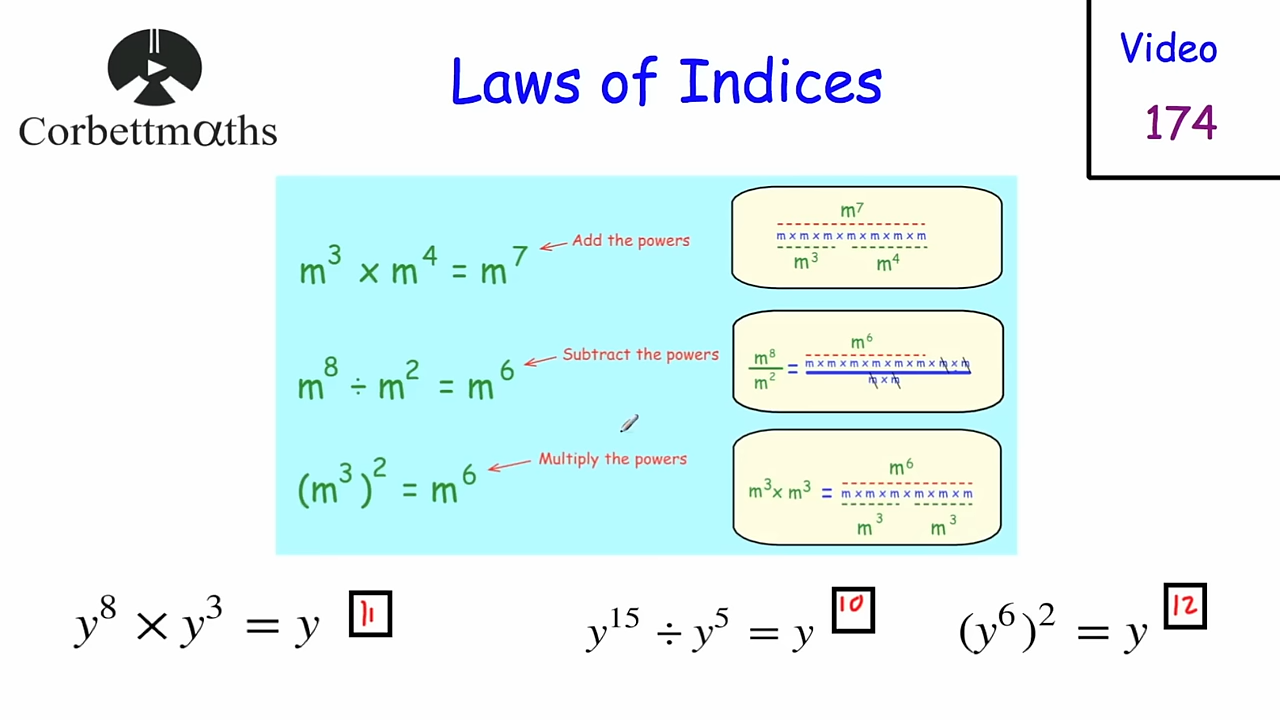 Corbettmαths
Laws of Indices
Video
174
m³ × m⁴ = m⁷
Add the powers
m⁷
m × m × m × m × m × m × m
m³ m⁴
m⁸ ÷ m² = m⁶
Subtract the powers
m⁶
m⁸/m² = m × m × m × m × m × m × m × m
m × m
(m³)² = m⁶
Multiply the powers
m⁶
m³ × m³ = m × m × m × m × m × m
m³ m³
y⁸ × y³ = y 11
y¹⁵ ÷ y⁵ = y 10
(y⁶)² = y 12